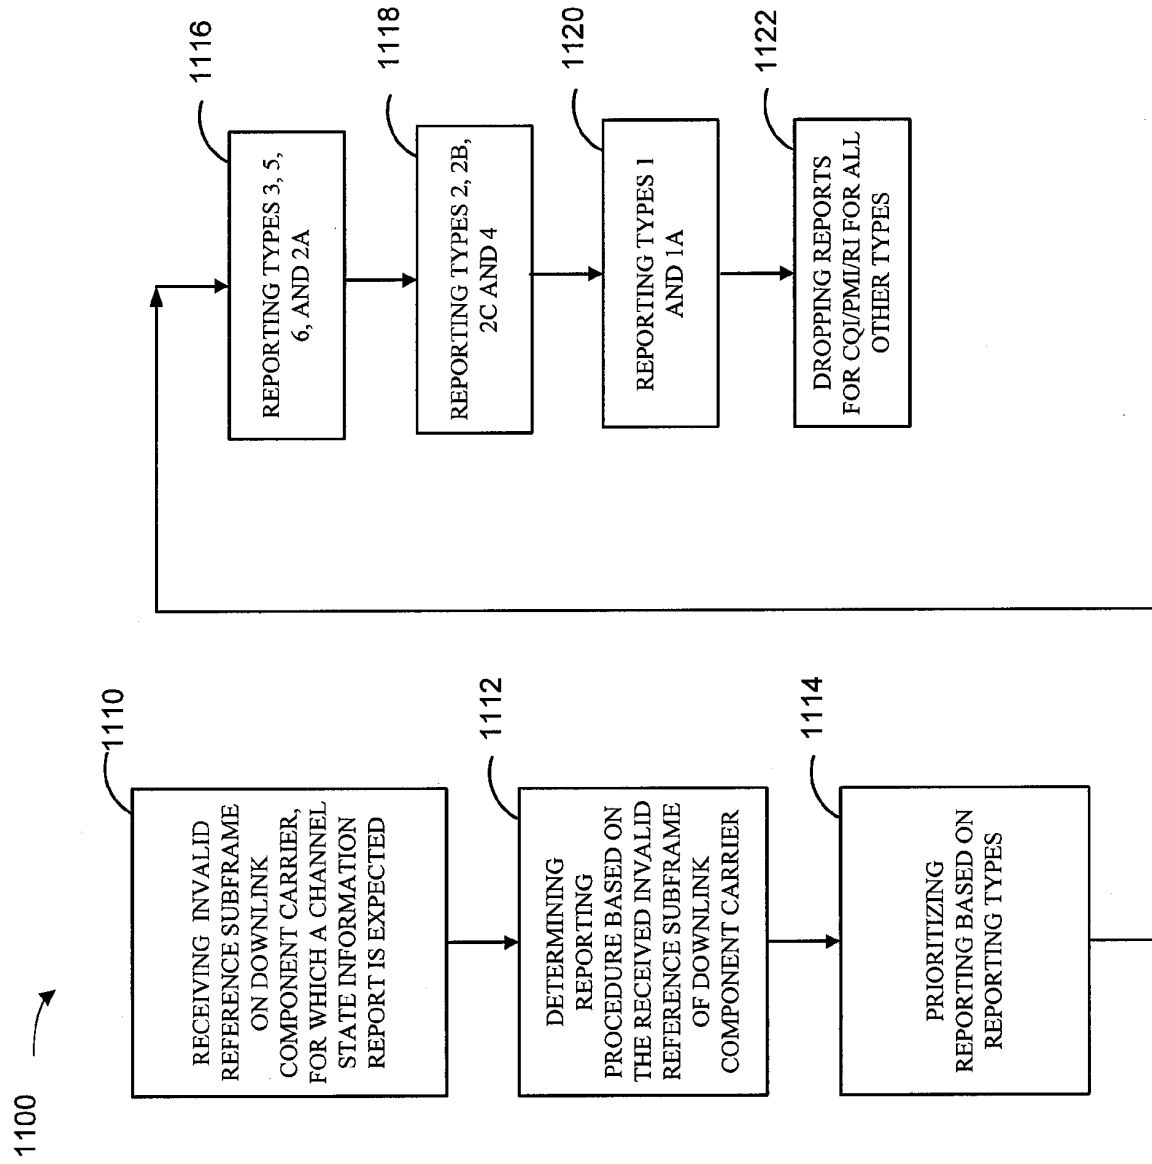 1100
1110
RECEIVING INVALID
REFERENCE SUBFRAME
ON DOWNLINK
COMPONENT CARRIER,
FOR WHICH A CHANNEL
STATE INFORMATION
REPORT IS EXPECTED
1112
DETERMINING
REPORTING
PROCEDURE BASED ON
THE RECEIVED INVALID
REFERENCE SUBFRAME
OF DOWNLINK
COMPONENT CARRIER
1114
PRIORITIZING
REPORTING BASED ON
REPORTING TYPES
1116
REPORTING TYPES 3, 5,
6, AND 2A
1118
REPORTING TYPES 2, 2B,
2C AND 4
1120
REPORTING TYPES 1
AND 1A
1122
DROPPING REPORTS
FOR CQI/PMI/RI FOR ALL
OTHER TYPES